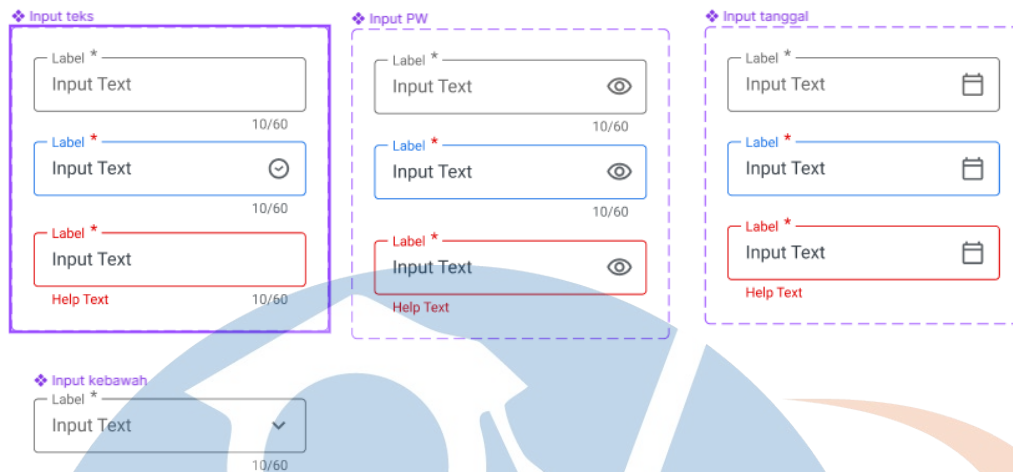 Input teks
Label *
Input Text
10/60
Label *
Input Text
10/60
Label *
Input Text
Help Text 10/60
Input PW
Label *
Input Text
10/60
Label *
Input Text
10/60
Label *
Input Text
Help Text
Input tanggal
Label *
Input Text
Label *
Input Text
Label *
Input Text
Help Text
Input kebawah
Label *
Input Text
10/60